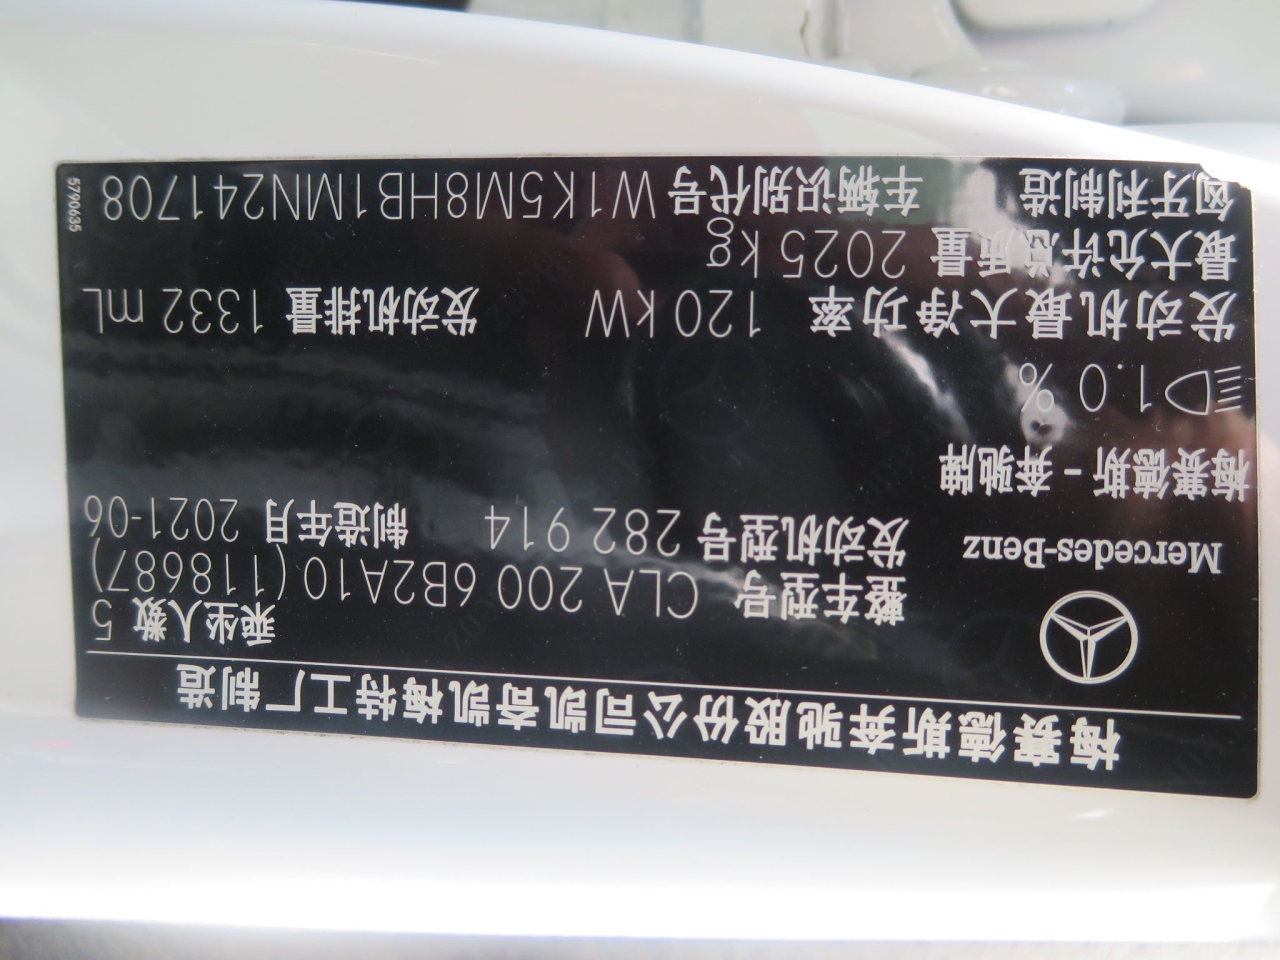 梅赛德斯奔驰股份公司凯奇凯梅特工厂制造
乘坐人数 5
整车型号 CLA 200 6B2A10 (118687)
Mercedes-Benz
发动机型号 282 914 制造年月 2021-06
梅赛德斯－奔驰牌
1.0 %
发动机最大净功率 120 kW 发动机排量 1332 mL
最大允许总质量 2025 kg
匈牙利制造 车辆识别代号 W1K5M8HB1MN241708
5790635